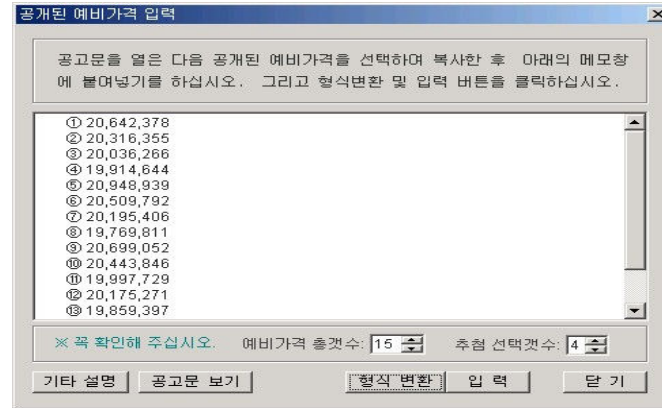 공개된 예비가격 입력
공고문을 열은 다음 공개된 예비가격을 선택하여 복사한 후 아래의 메모창
에 붙여넣기를 하십시오. 그리고 형식변환 및 입력 버튼을 클릭하십시오.
① 20,642,378
② 20,316,355
③ 20,036,266
④ 19,914,644
⑤ 20,948,939
⑥ 20,509,792
⑦ 20,195,406
⑧ 19,769,811
⑨ 20,699,052
⑩ 20,443,846
⑪ 19,997,729
⑫ 20,175,271
⑬ 19,859,397
※ 꼭 확인해 주십시오. 예비가격 총갯수: 15 추첨 선택갯수: 4
기타 설명 공고문 보기 형식 변환 입 력 닫 기